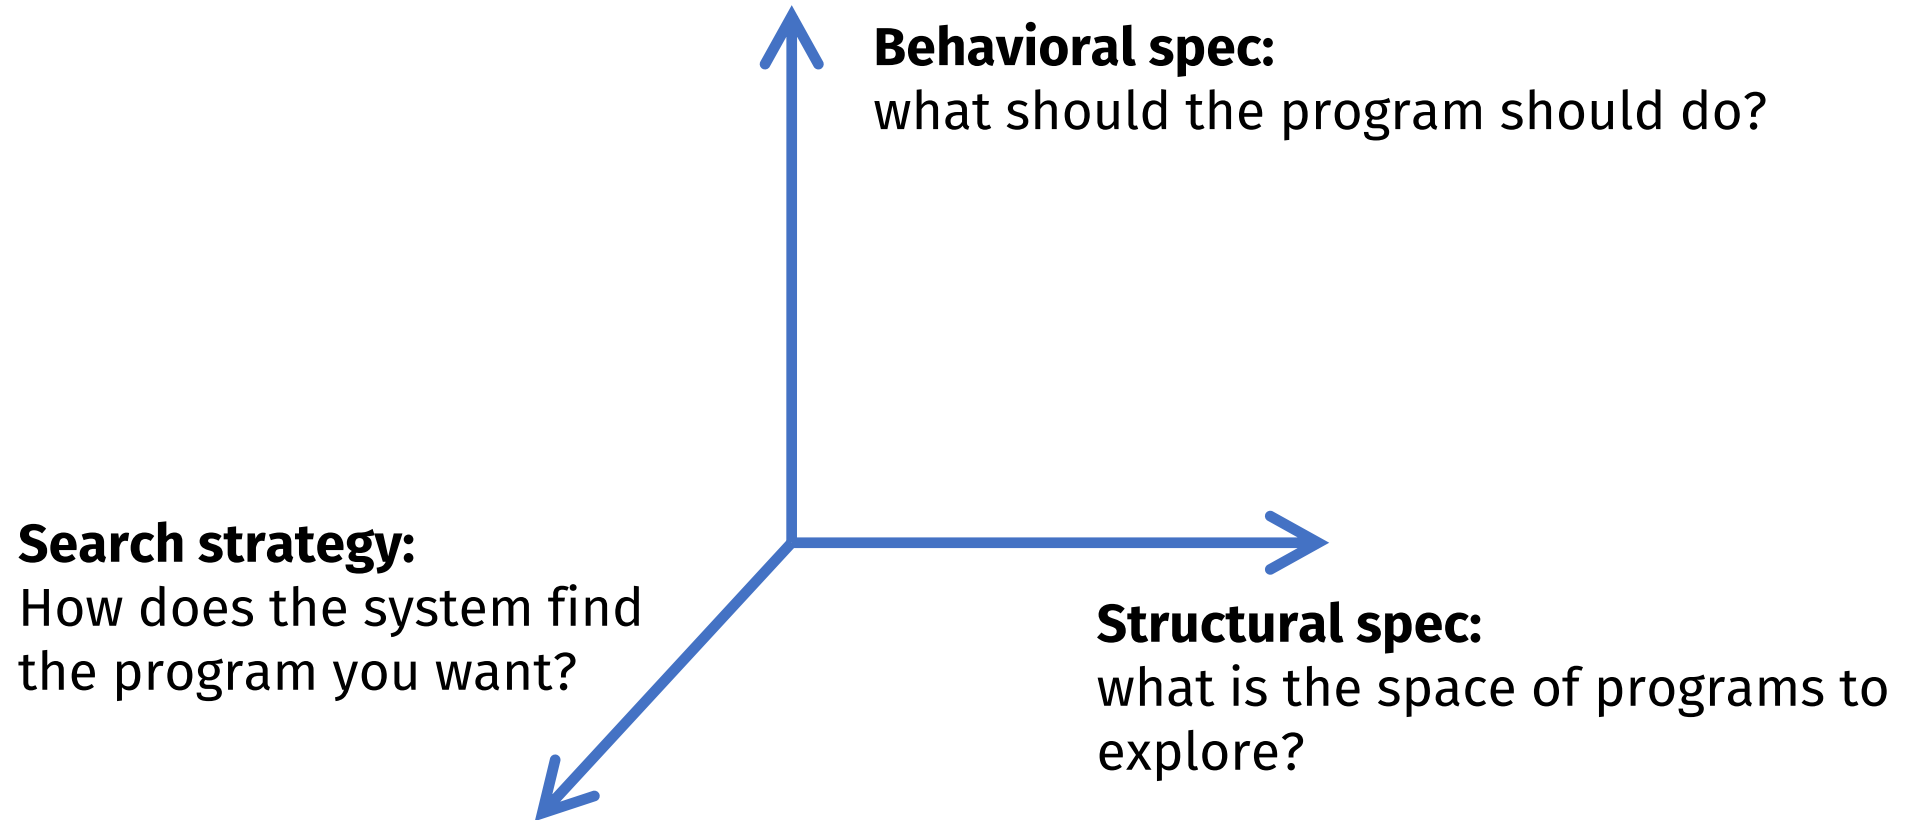 Behavioral spec:
what should the program should do?
Search strategy:
How does the system find
the program you want?
Structural spec:
what is the space of programs to
explore?